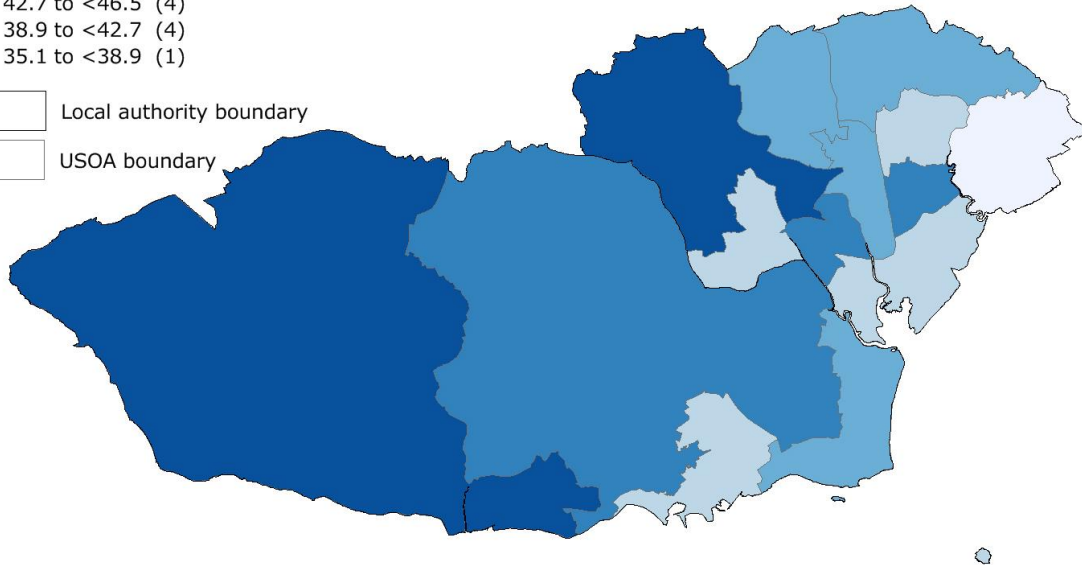 42.7 to <46.5 (4)
38.9 to <42.7 (4)
35.1 to <38.9 (1)
Local authority boundary
USOA boundary